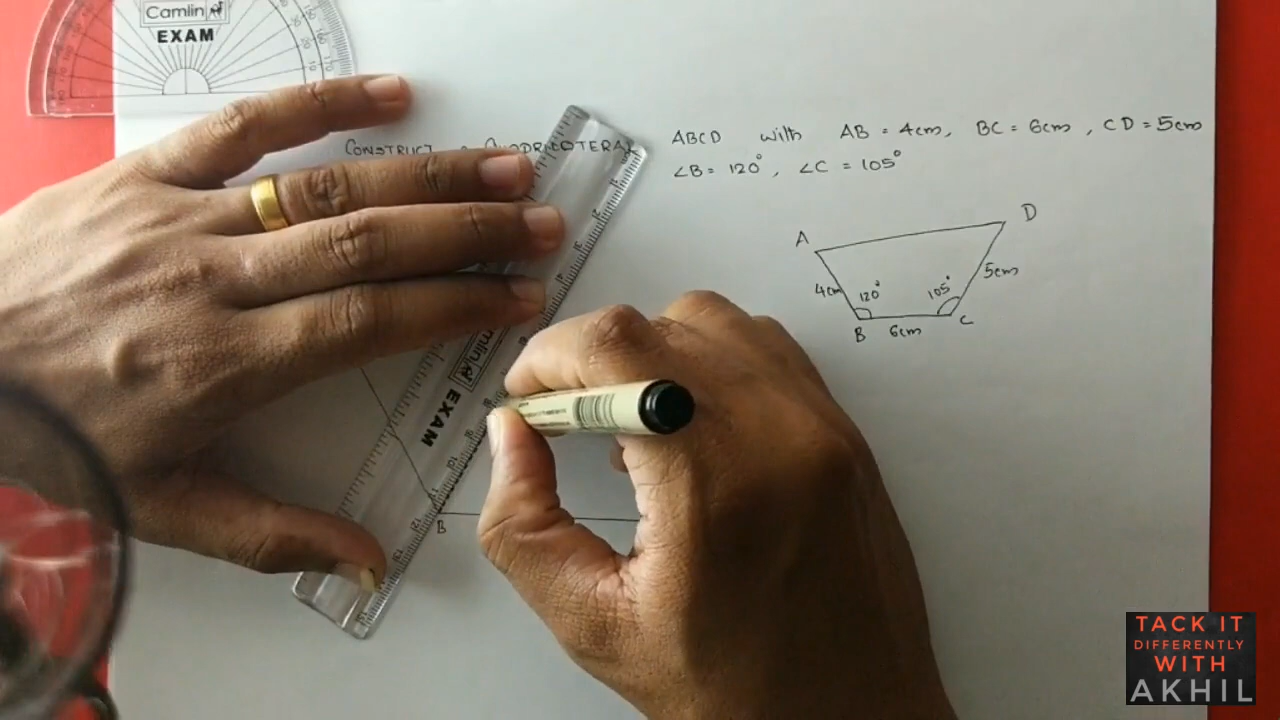 Camlin
EXAM
CONSTRUCT a QUADRILATERAL ABCD with AB = 4cm, BC = 6cm, CD = 5cm
∠B = 120°, ∠C = 105°
A
D
4cm
120°
105°
5cm
B
6cm
C
EXAM
B
TACK IT
DIFFERENTLY
WITH
AKHIL